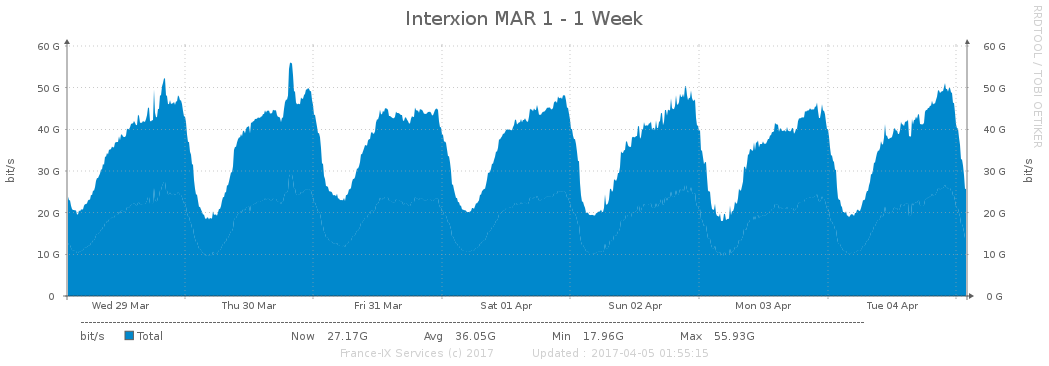 Interxion MAR 1 - 1 Week
RRDTOOL / TOBI OETIKER
60 G 60 G
50 G 50 G
40 G 40 G
30 G 30 G
20 G 20 G
10 G 10 G
0 0 G
bit/s bit/s
Wed 29 Mar Thu 30 Mar Fri 31 Mar Sat 01 Apr Sun 02 Apr Mon 03 Apr Tue 04 Apr
bit/s Total Now 27.17G Avg 36.05G Min 17.96G Max 55.93G
France-IX Services (c) 2017 Updated : 2017-04-05 01:55:15